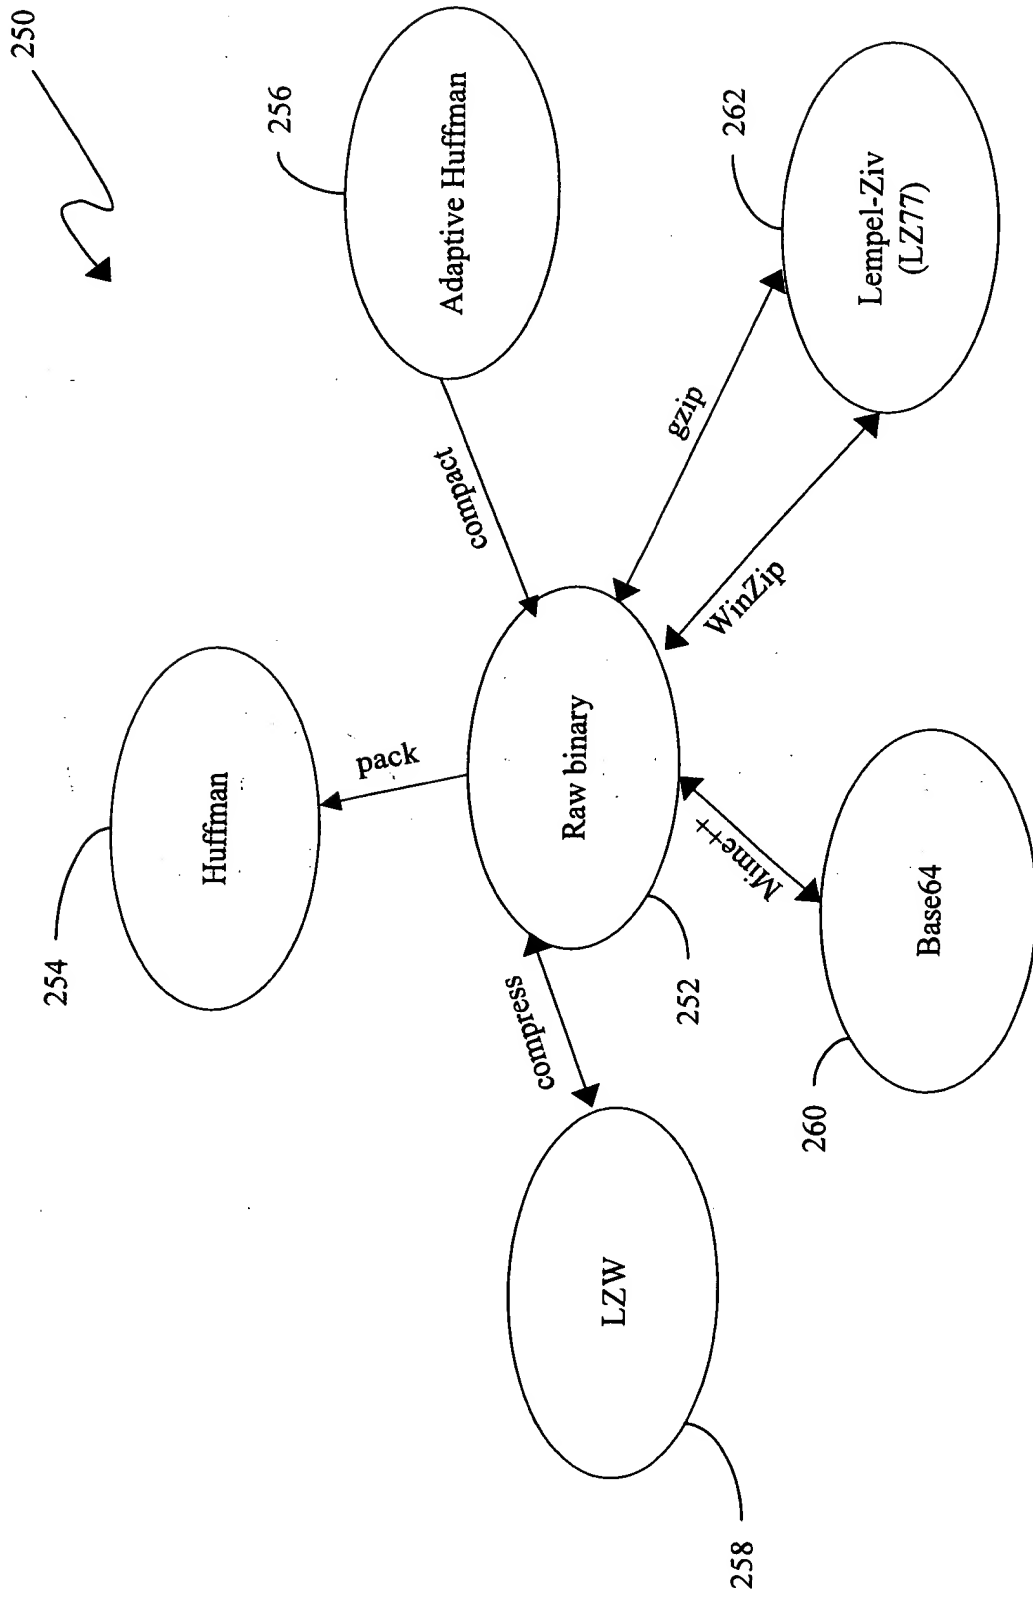 250
254
Huffman
256
Adaptive Huffman
pack
compact
compress
Raw binary
gzip
262
LZW
252
WinZip
Lempel-Ziv
(LZ77)
Mime++
258
260
Base64